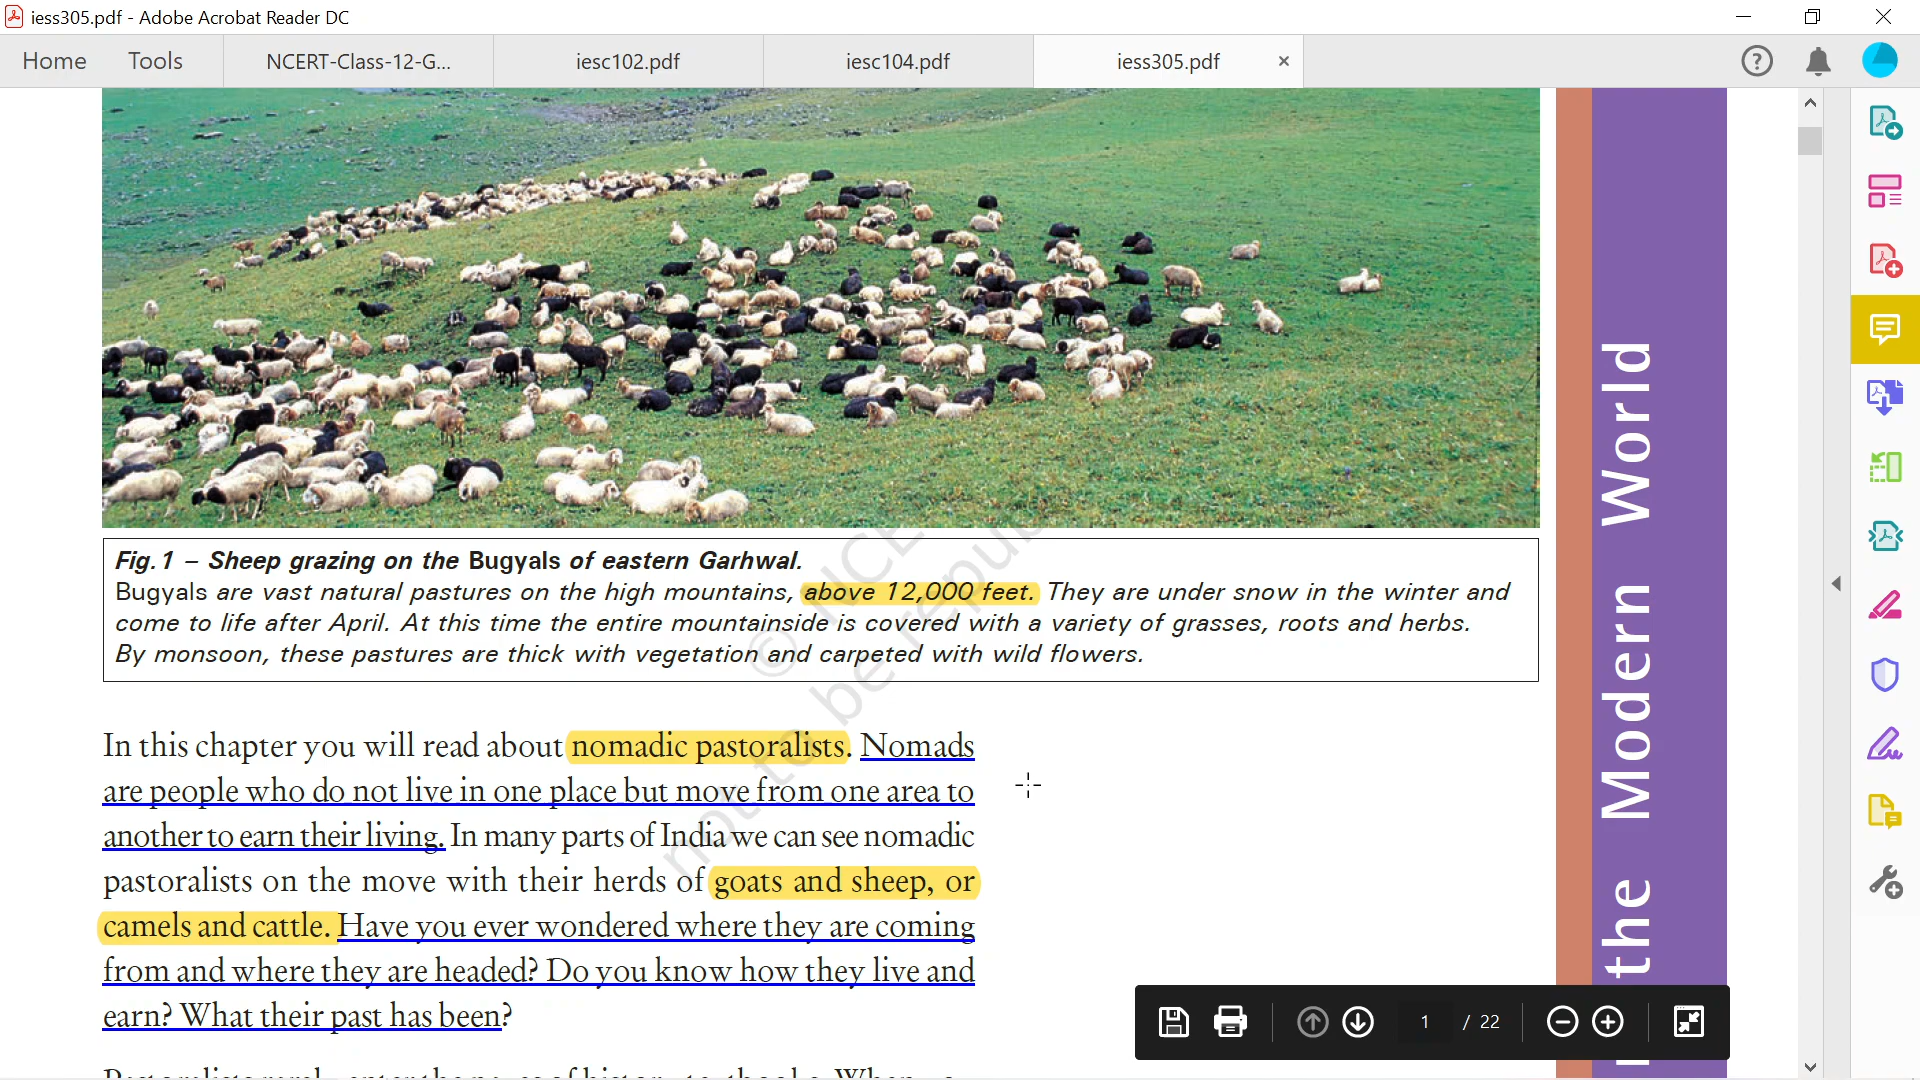 iess305.pdf - Adobe Acrobat Reader DC
Home Tools NCERT-Class-12-G... iesc102.pdf iesc104.pdf iess305.pdf
Fig.1 – Sheep grazing on the Bugyals of eastern Garhwal.
Bugyals are vast natural pastures on the high mountains, above 12,000 feet. They are under snow in the winter and
come to life after April. At this time the entire mountainside is covered with a variety of grasses, roots and herbs.
By monsoon, these pastures are thick with vegetation and carpeted with wild flowers.
In this chapter you will read about nomadic pastoralists. Nomads
are people who do not live in one place but move from one area to
another to earn their living. In many parts of India we can see nomadic
pastoralists on the move with their herds of goats and sheep, or
camels and cattle. Have you ever wondered where they are coming
from and where they are headed? Do you know how they live and
earn? What their past has been?
the Modern World
not to be repub
© NCE
1 / 22